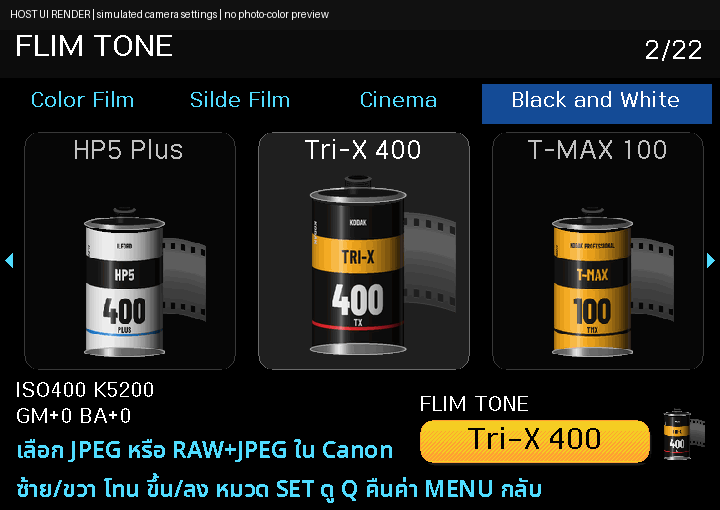 HOST UI RENDER | simulated camera settings | no photo-color preview
FLIM TONE
2/22
Color Film
Silde Film
Cinema
Black and White
HP5 Plus
Tri-X 400
T-MAX 100
ILFORD
HP5
400
PLUS
KODAK
KODAK
TRI-X
400
TX
KODAK PROFESSIONAL
T-MAX
100
TMX
ISO400 K5200
GM+0 BA+0
FLIM TONE
Tri-X 400
TRI-X
400
เลือก JPEG หรือ RAW+JPEG ใน Canon
ซ้าย/ขวา โทน ขึ้น/ลง หมวด SET ดู Q คืนค่า MENU กลับ